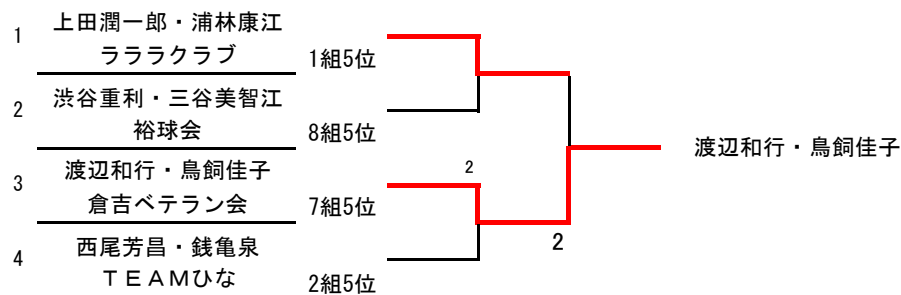 1
上田潤一郎・浦林康江
ラララクラブ
1組5位
2
渋谷重利・三谷美智江
裕球会
8組5位
3
渡辺和行・鳥飼佳子
倉吉ベテラン会
7組5位
4
西尾芳昌・銭亀泉
ＴＥＡＭひな
2組5位
2
2
渡辺和行・鳥飼佳子